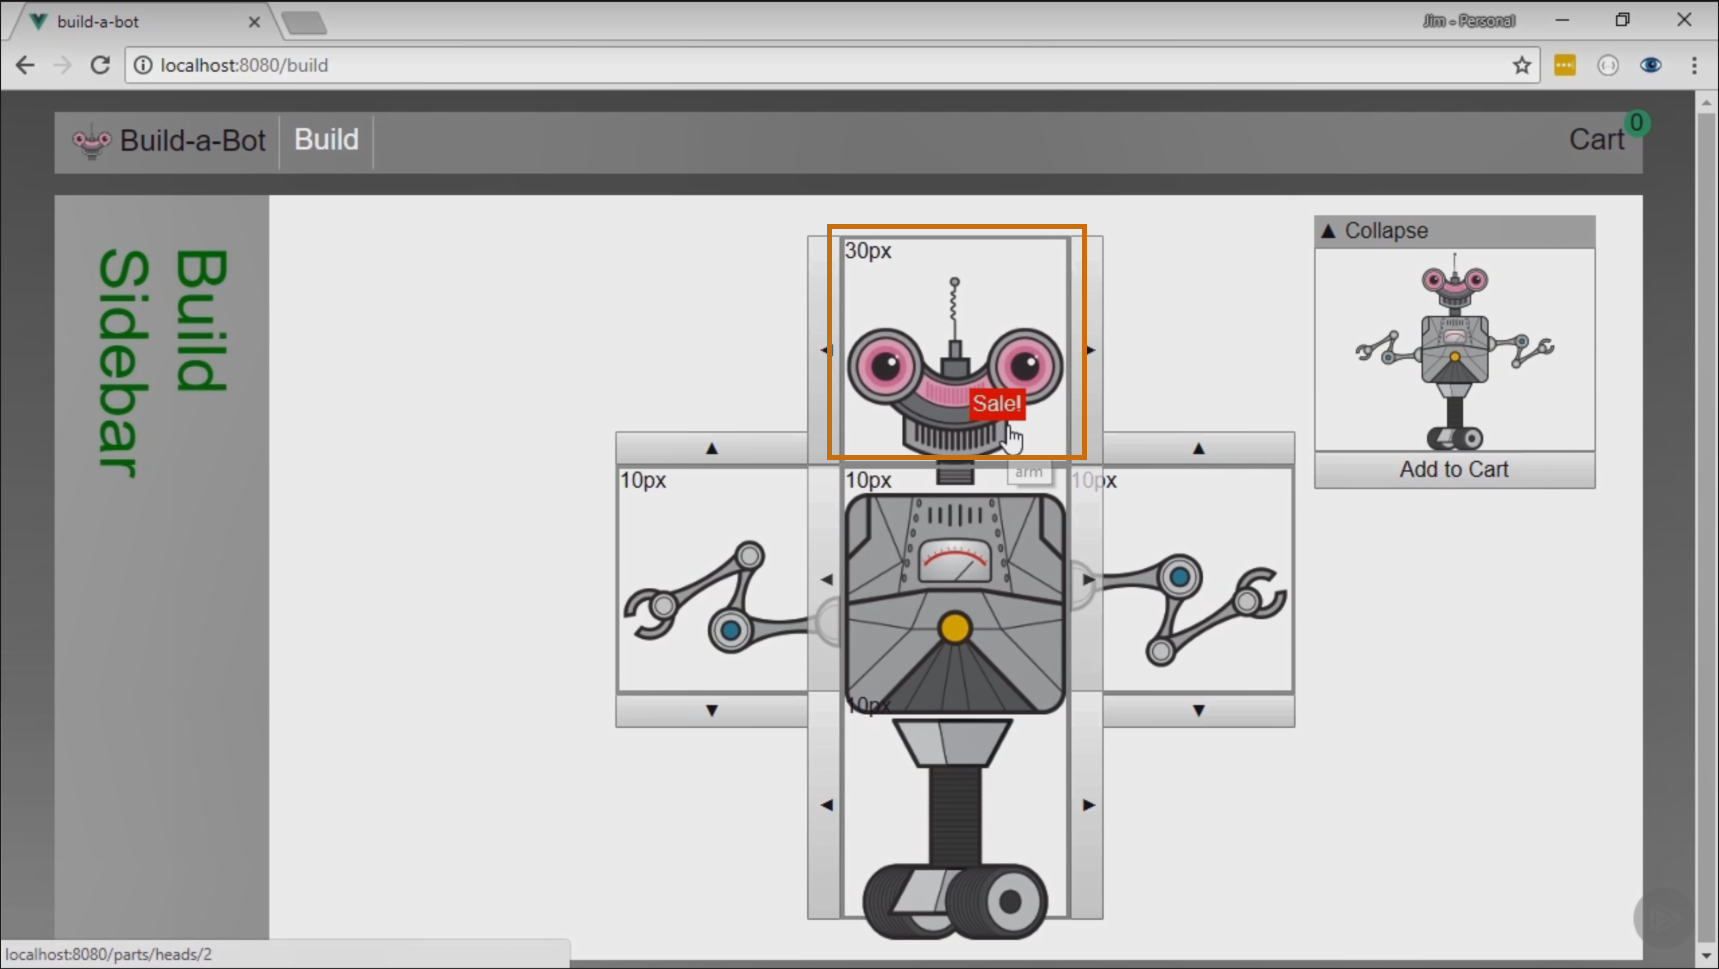 build-a-bot
Jim - Personal
localhost:8080/build
Build-a-Bot
Build
Cart
0
Build
Sidebar
30px
Sale!
arm
▲ Collapse
Add to Cart
▲
▲
10px
10px
10px
◄
►
◄
►
▼
▼
10px
◄
►
localhost:8080/parts/heads/2